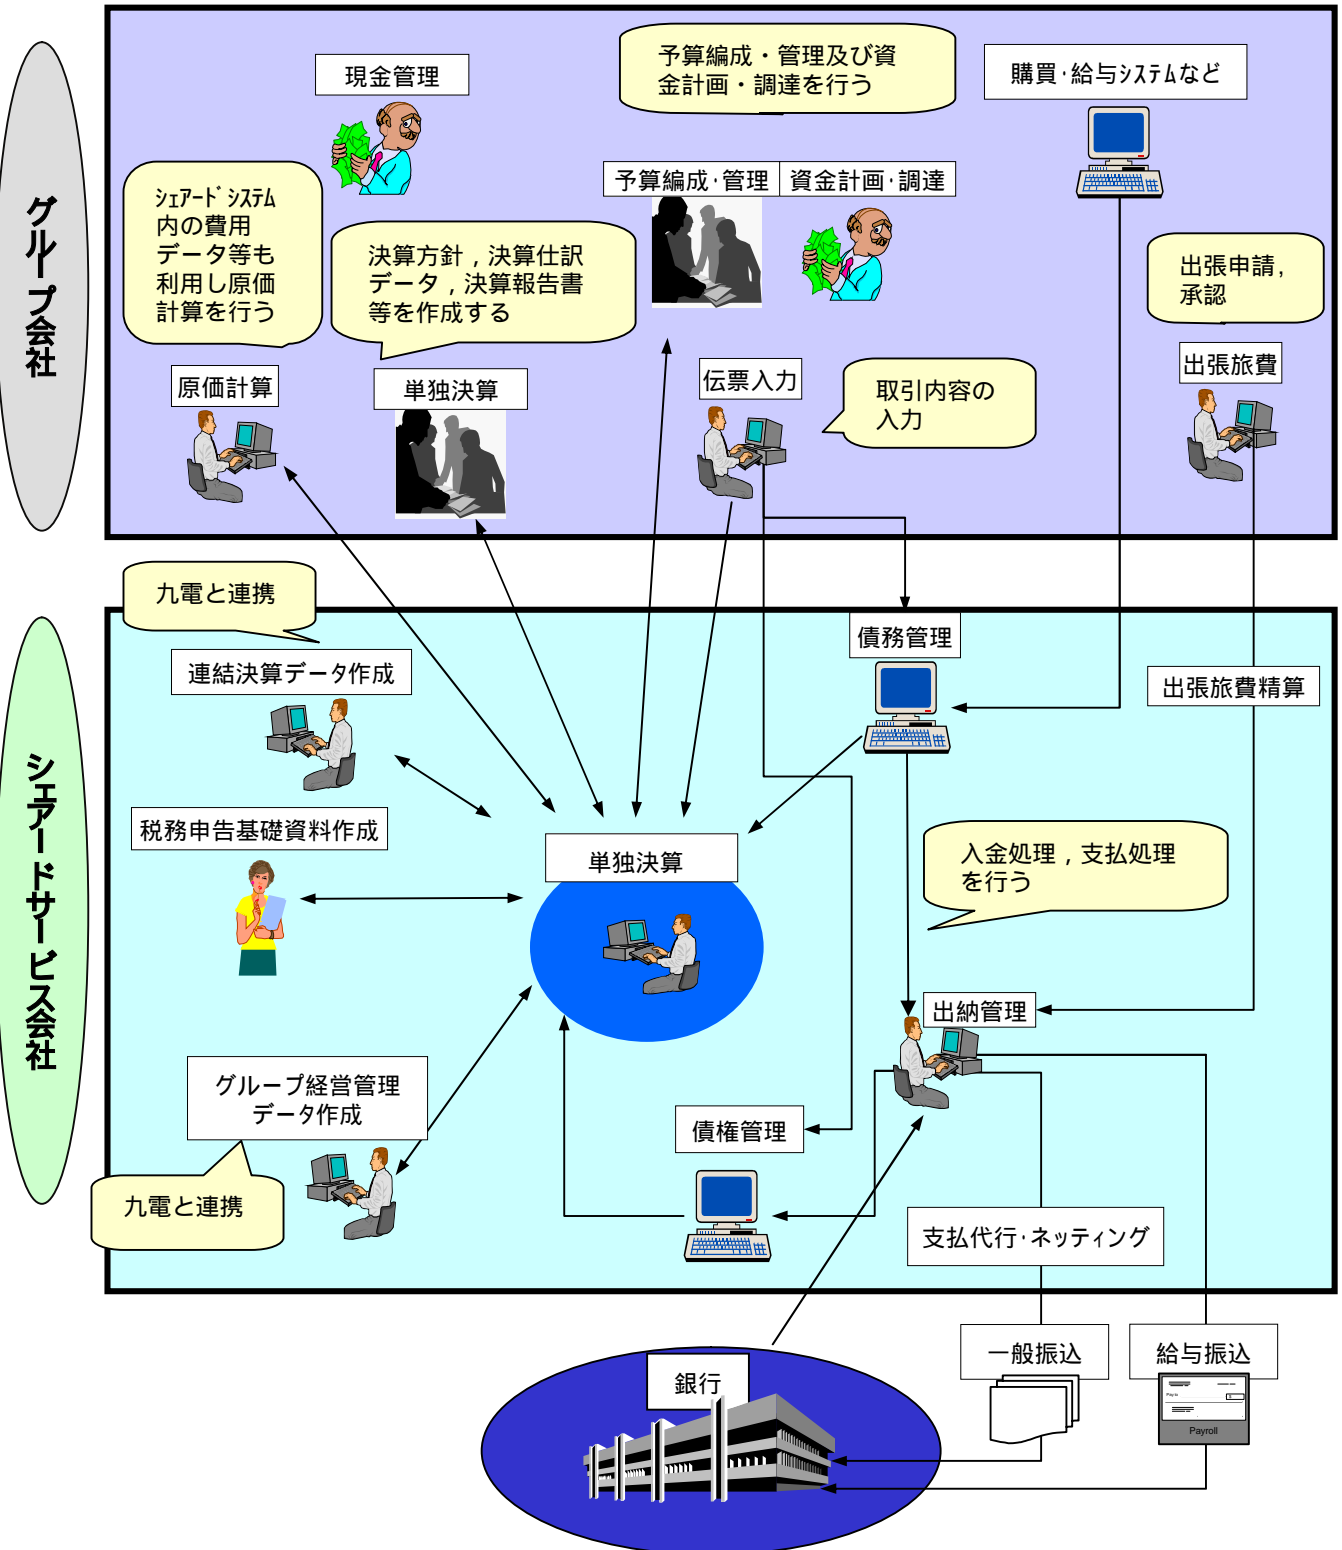 グループ会社
現金管理
予算編成・管理及び資
金計画・調達を行う
購買・給与システムなど
シェアードシステム
内の費用
データ等も
利用し原価
計算を行う
決算方針，決算仕訳
データ，決算報告書
等を作成する
予算編成・管理
資金計画・調達
出張申請，
承認
原価計算
単独決算
伝票入力
取引内容の
入力
出張旅費
シェアードサービス会社
九電と連携
連結決算データ作成
債務管理
出張旅費精算
税務申告基礎資料作成
単独決算
入金処理，支払処理
を行う
出納管理
グループ経営管理
データ作成
九電と連携
債権管理
支払代行・ネッティング
銀行
一般振込
給与振込
Payroll